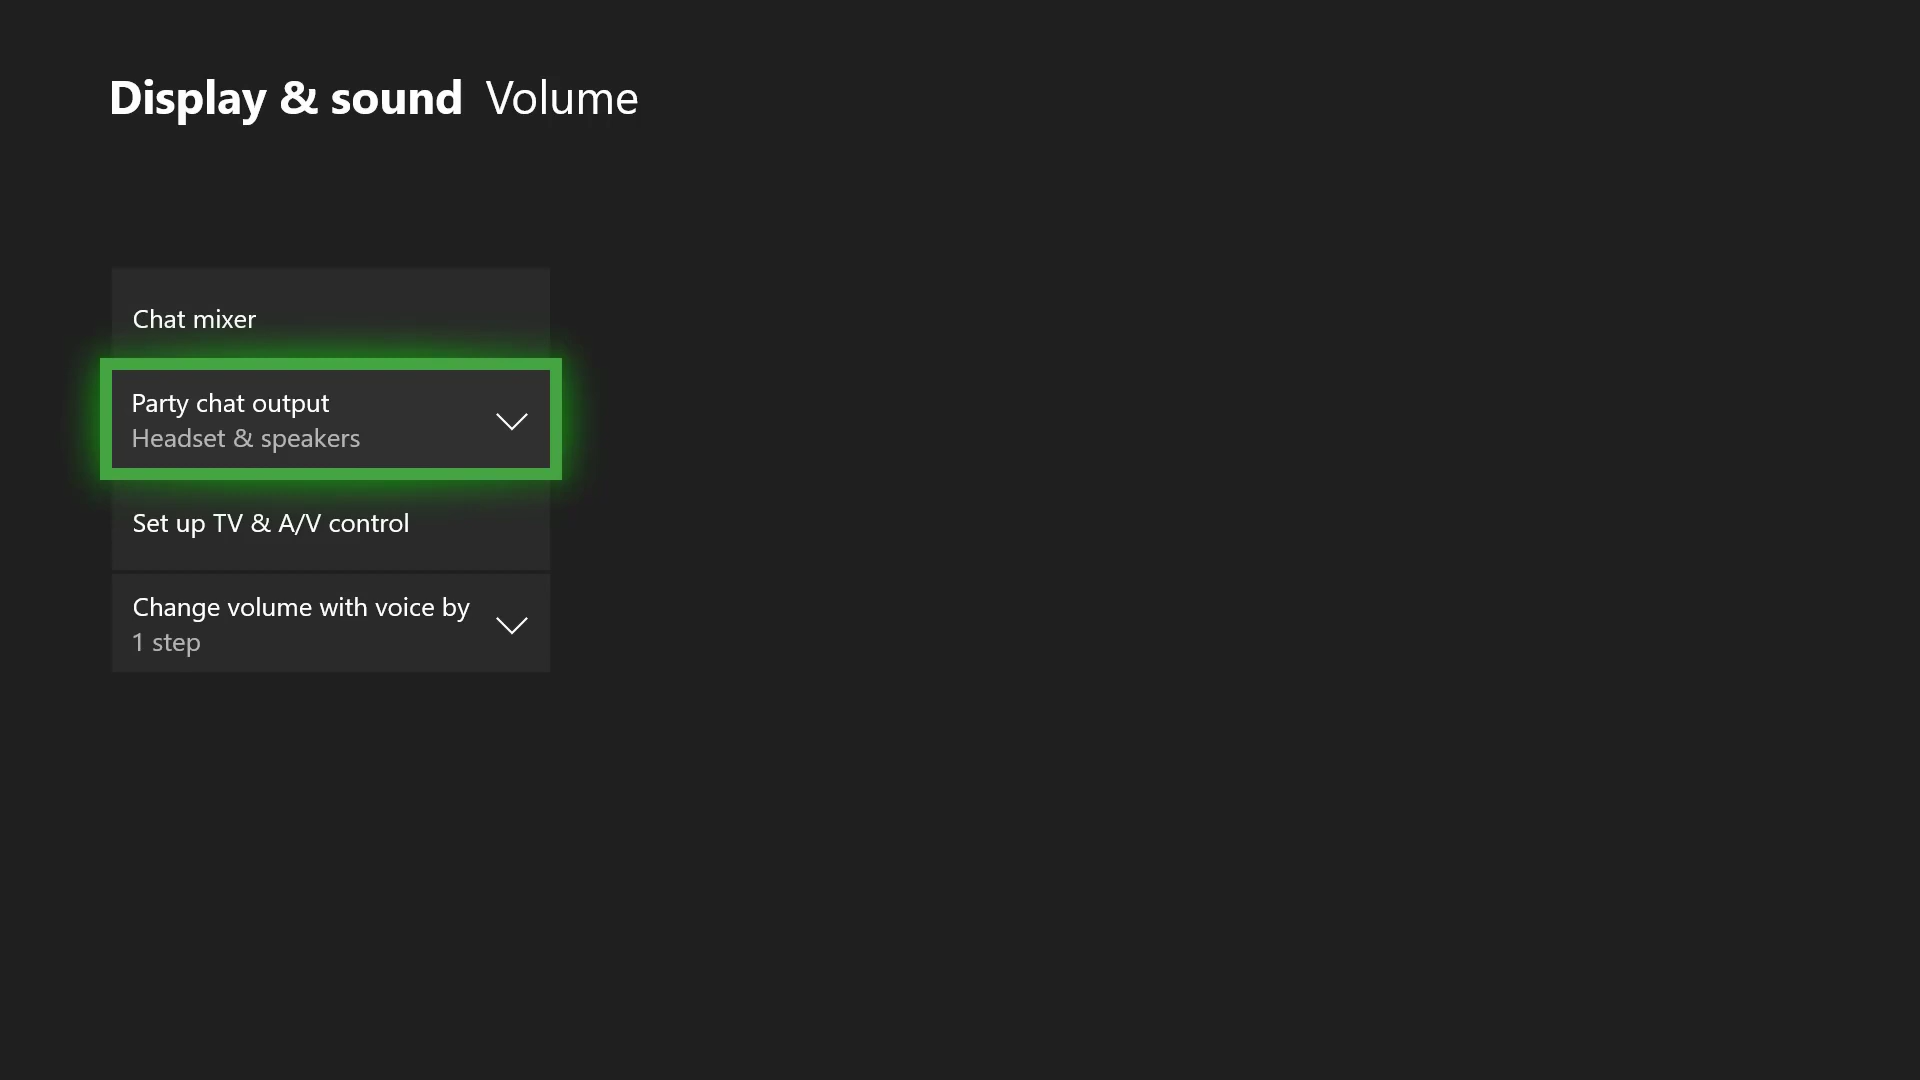 Display & sound Volume
Chat mixer
Party chat output
Headset & speakers
Set up TV & A/V control
Change volume with voice by
1 step